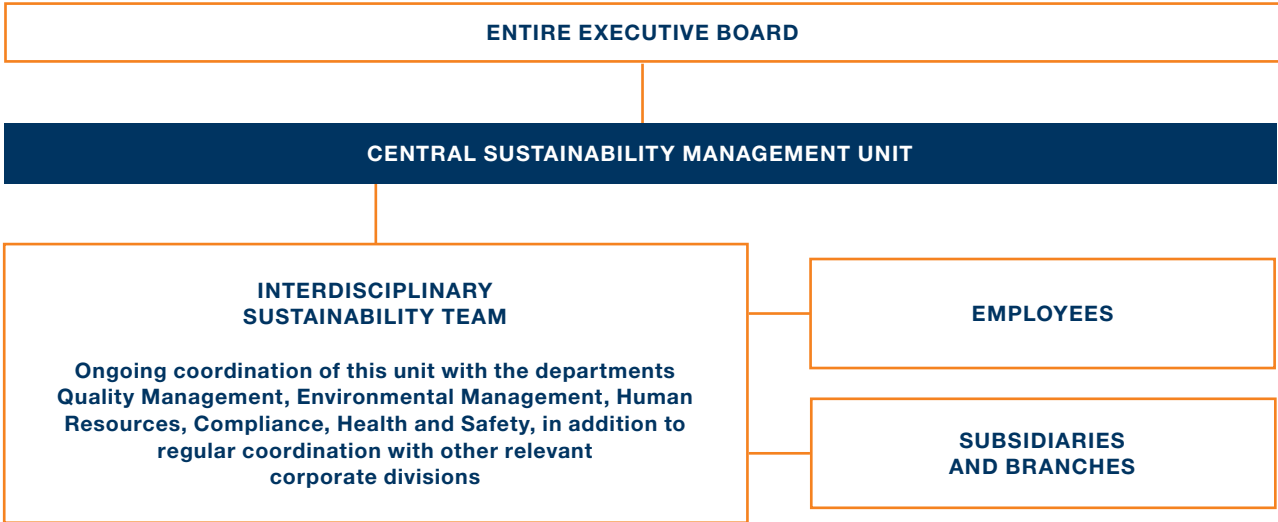 ENTIRE EXECUTIVE BOARD
CENTRAL SUSTAINABILITY MANAGEMENT UNIT
INTERDISCIPLINARY
SUSTAINABILITY TEAM
Ongoing coordination of this unit with the departments
Quality Management, Environmental Management, Human
Resources, Compliance, Health and Safety, in addition to
regular coordination with other relevant
corporate divisions
EMPLOYEES
SUBSIDIARIES
AND BRANCHES